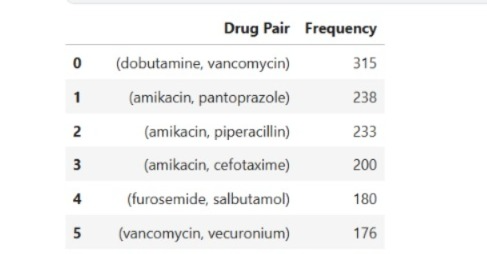 Drug Pair Frequency
0 (dobutamine, vancomycin) 315
1 (amikacin, pantoprazole) 238
2 (amikacin, piperacillin) 233
3 (amikacin, cefotaxime) 200
4 (furosemide, salbutamol) 180
5 (vancomycin, vecuronium) 176